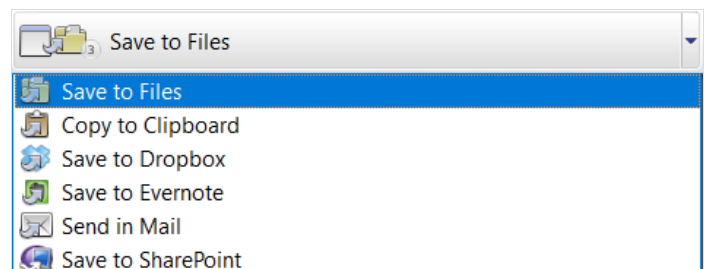 3 Save to Files
Save to Files
Copy to Clipboard
Save to Dropbox
Save to Evernote
Send in Mail
Save to SharePoint